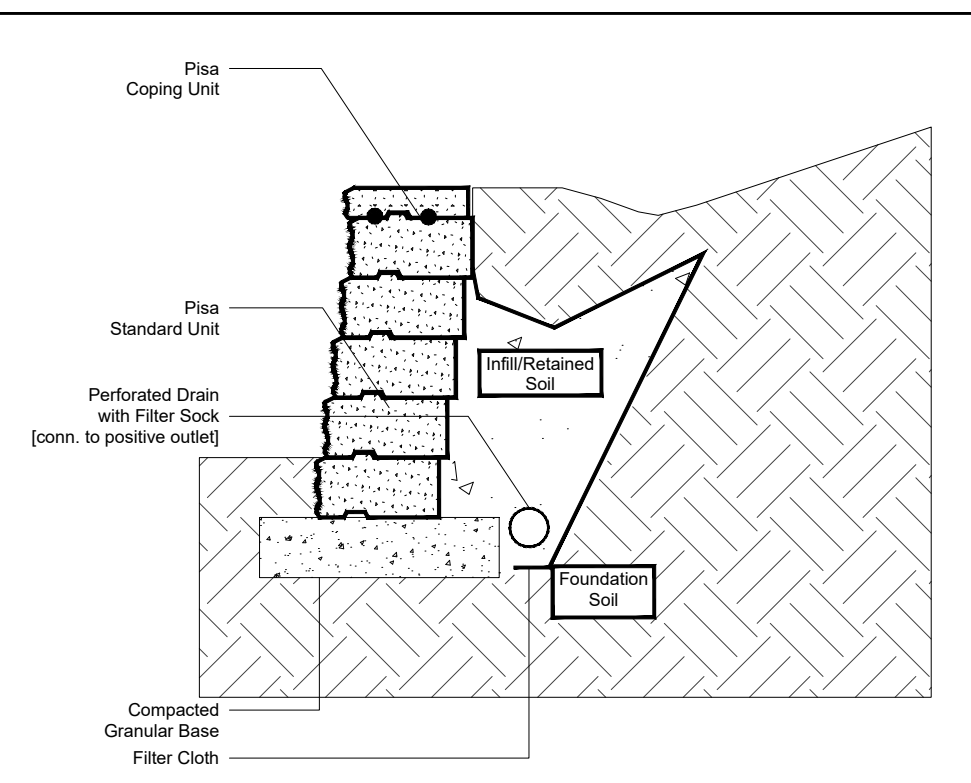 Pisa
Coping Unit
Pisa
Standard Unit
Infill/Retained
Soil
Perforated Drain
with Filter Sock
[conn. to positive outlet]
Foundation
Soil
Compacted
Granular Base
Filter Cloth